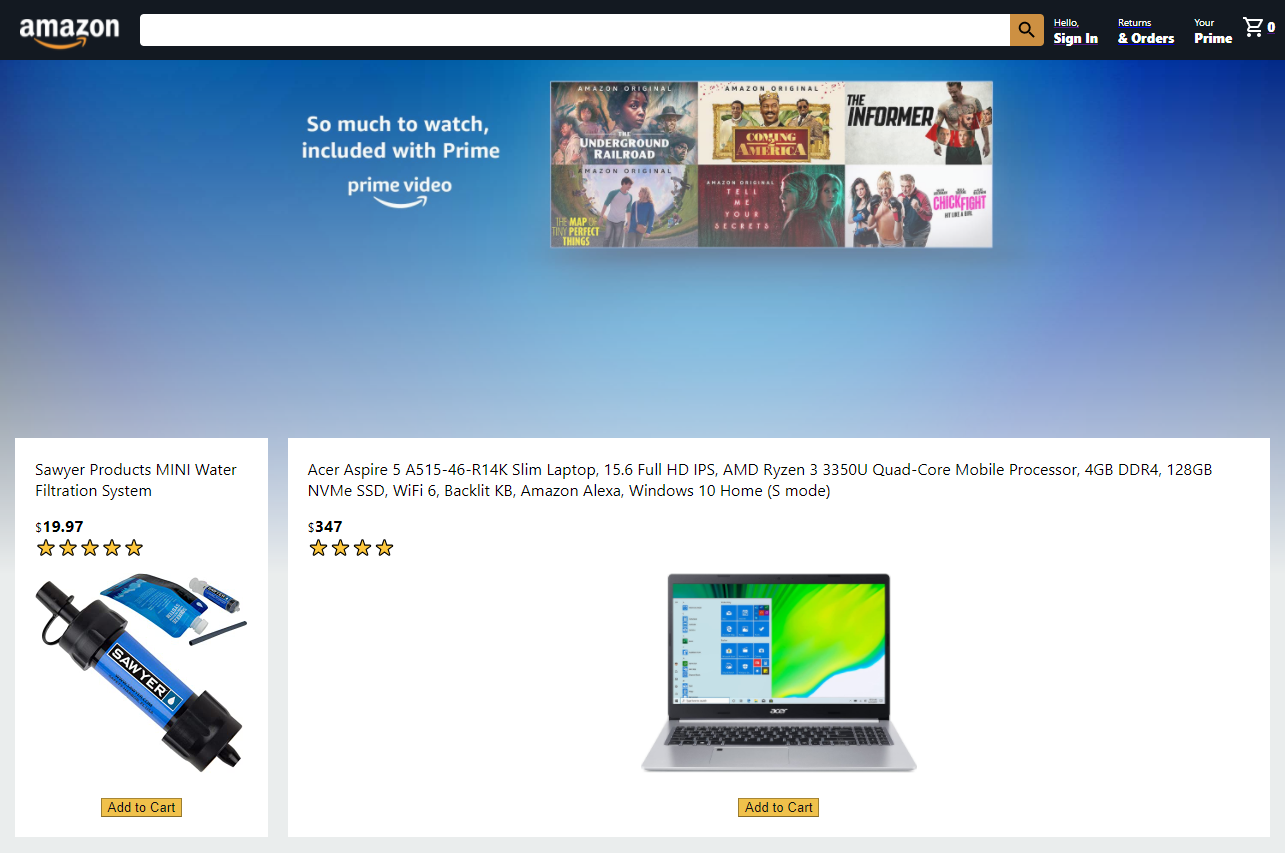 amazon
Hello,
Sign In
Returns
& Orders
Your
Prime
0
So much to watch,
included with Prime
prime video
AMAZON ORIGINAL
THE
UNDERGROUND
RAILROAD
AMAZON ORIGINAL
COMING
AMERICA
THE
INFORMER
AMAZON ORIGINAL
THE MAP OF
TINY PERFECT
THINGS
AMAZON ORIGINAL
TELL
ME
YOUR
SECRETS
CHICKFIGHT
HIT LIKE A GIRL
Sawyer Products MINI Water
Filtration System
$19.97
SAWYER
Add to Cart
Acer Aspire 5 A515-46-R14K Slim Laptop, 15.6 Full HD IPS, AMD Ryzen 3 3350U Quad-Core Mobile Processor, 4GB DDR4, 128GB
NVMe SSD, WiFi 6, Backlit KB, Amazon Alexa, Windows 10 Home (S mode)
$347
acer
Add to Cart